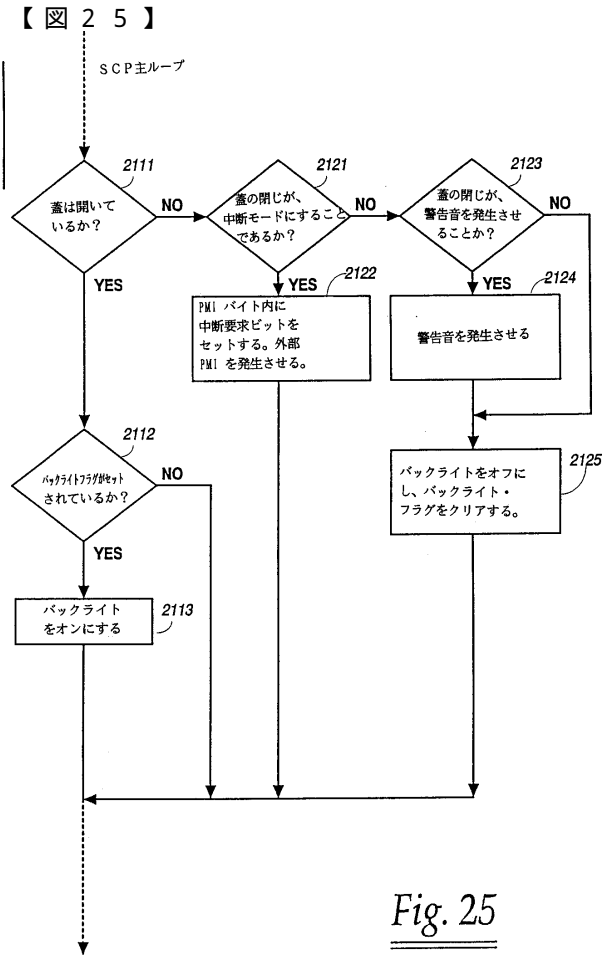 【図25】
SCP主ループ
2111
蓋は開いて
いるか?
NO
YES
2121
蓋の閉じが、
中断モードにすること
であるか?
NO
YES
2123
蓋の閉じが、
警告音を発生させ
ることか?
NO
YES
2122
PMI バイト内に
中断要求ビットを
セットする。外部
PMI を発生させる。
2124
警告音を発生させる
2112
バックライトフラグがセット
されているか?
NO
YES
2125
バックライトをオフに
し、バックライト・
フラグをクリアする。
2113
バックライト
をオンにする
Fig. 25